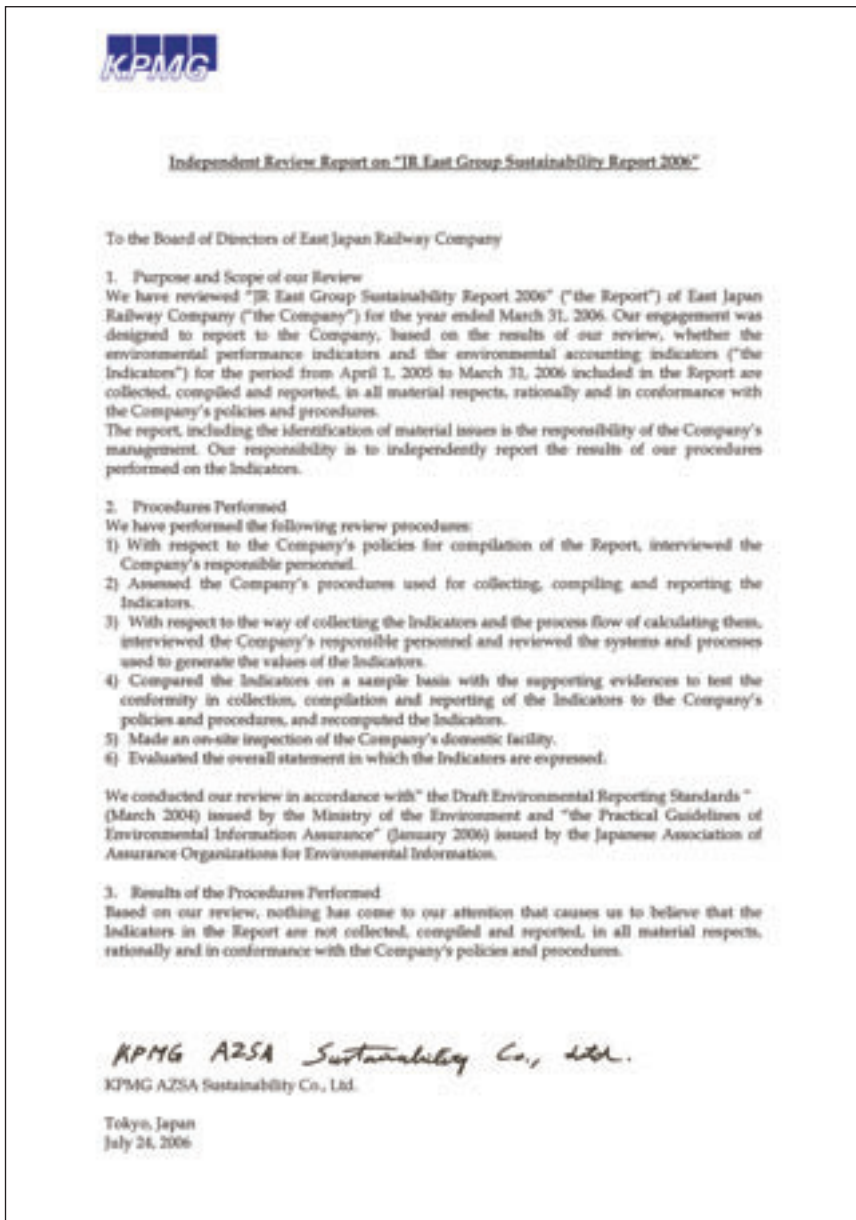 KPMG
Independent Review Report on "JR East Group Sustainability Report 2006"
To the Board of Directors of East Japan Railway Company
1. Purpose and Scope of our Review
We have reviewed "JR East Group Sustainability Report 2006" ("the Report") of East Japan
Railway Company ("the Company") for the year ended March 31, 2006. Our engagement was
designed to report to the Company, based on the results of our review, whether the
environmental performance indicators and the environmental accounting indicators ("the
Indicators") for the period from April 1, 2005 to March 31, 2006 included in the Report are
collected, compiled and reported, in all material respects, rationally and in conformance with
the Company's policies and procedures.
The report, including the identification of material issues is the responsibility of the Company's
management. Our responsibility is to independently report the results of our procedures
performed on the Indicators.
2. Procedures Performed
We have performed the following review procedures:
1) With respect to the Company's policies for compilation of the Report, interviewed the
Company's responsible personnel.
2) Assessed the Company's procedures used for collecting, compiling and reporting the
Indicators.
3) With respect to the way of collecting the Indicators and the process flow of calculating them,
interviewed the Company's responsible personnel and reviewed the systems and processes
used to generate the values of the Indicators.
4) Compared the Indicators on a sample basis with the supporting evidences to test the
conformity in collection, compilation and reporting of the Indicators to the Company's
policies and procedures, and recomputed the Indicators.
5) Made an on-site inspection of the Company's domestic facility.
6) Evaluated the overall statement in which the Indicators are expressed.
We conducted our review in accordance with" the Draft Environmental Reporting Standards "
(March 2004) issued by the Ministry of the Environment and "the Practical Guidelines of
Environmental Information Assurance" (January 2006) issued by the Japanese Association of
Assurance Organizations for Environmental Information.
3. Results of the Procedures Performed
Based on our review, nothing has come to our attention that causes us to believe that the
Indicators in the Report are not collected, compiled and reported, in all material respects,
rationally and in conformance with the Company's policies and procedures.
KPMG AZSA Sustainability Co., Ltd.
KPMG AZSA Sustainability Co., Ltd.
Tokyo, Japan
July 24, 2006